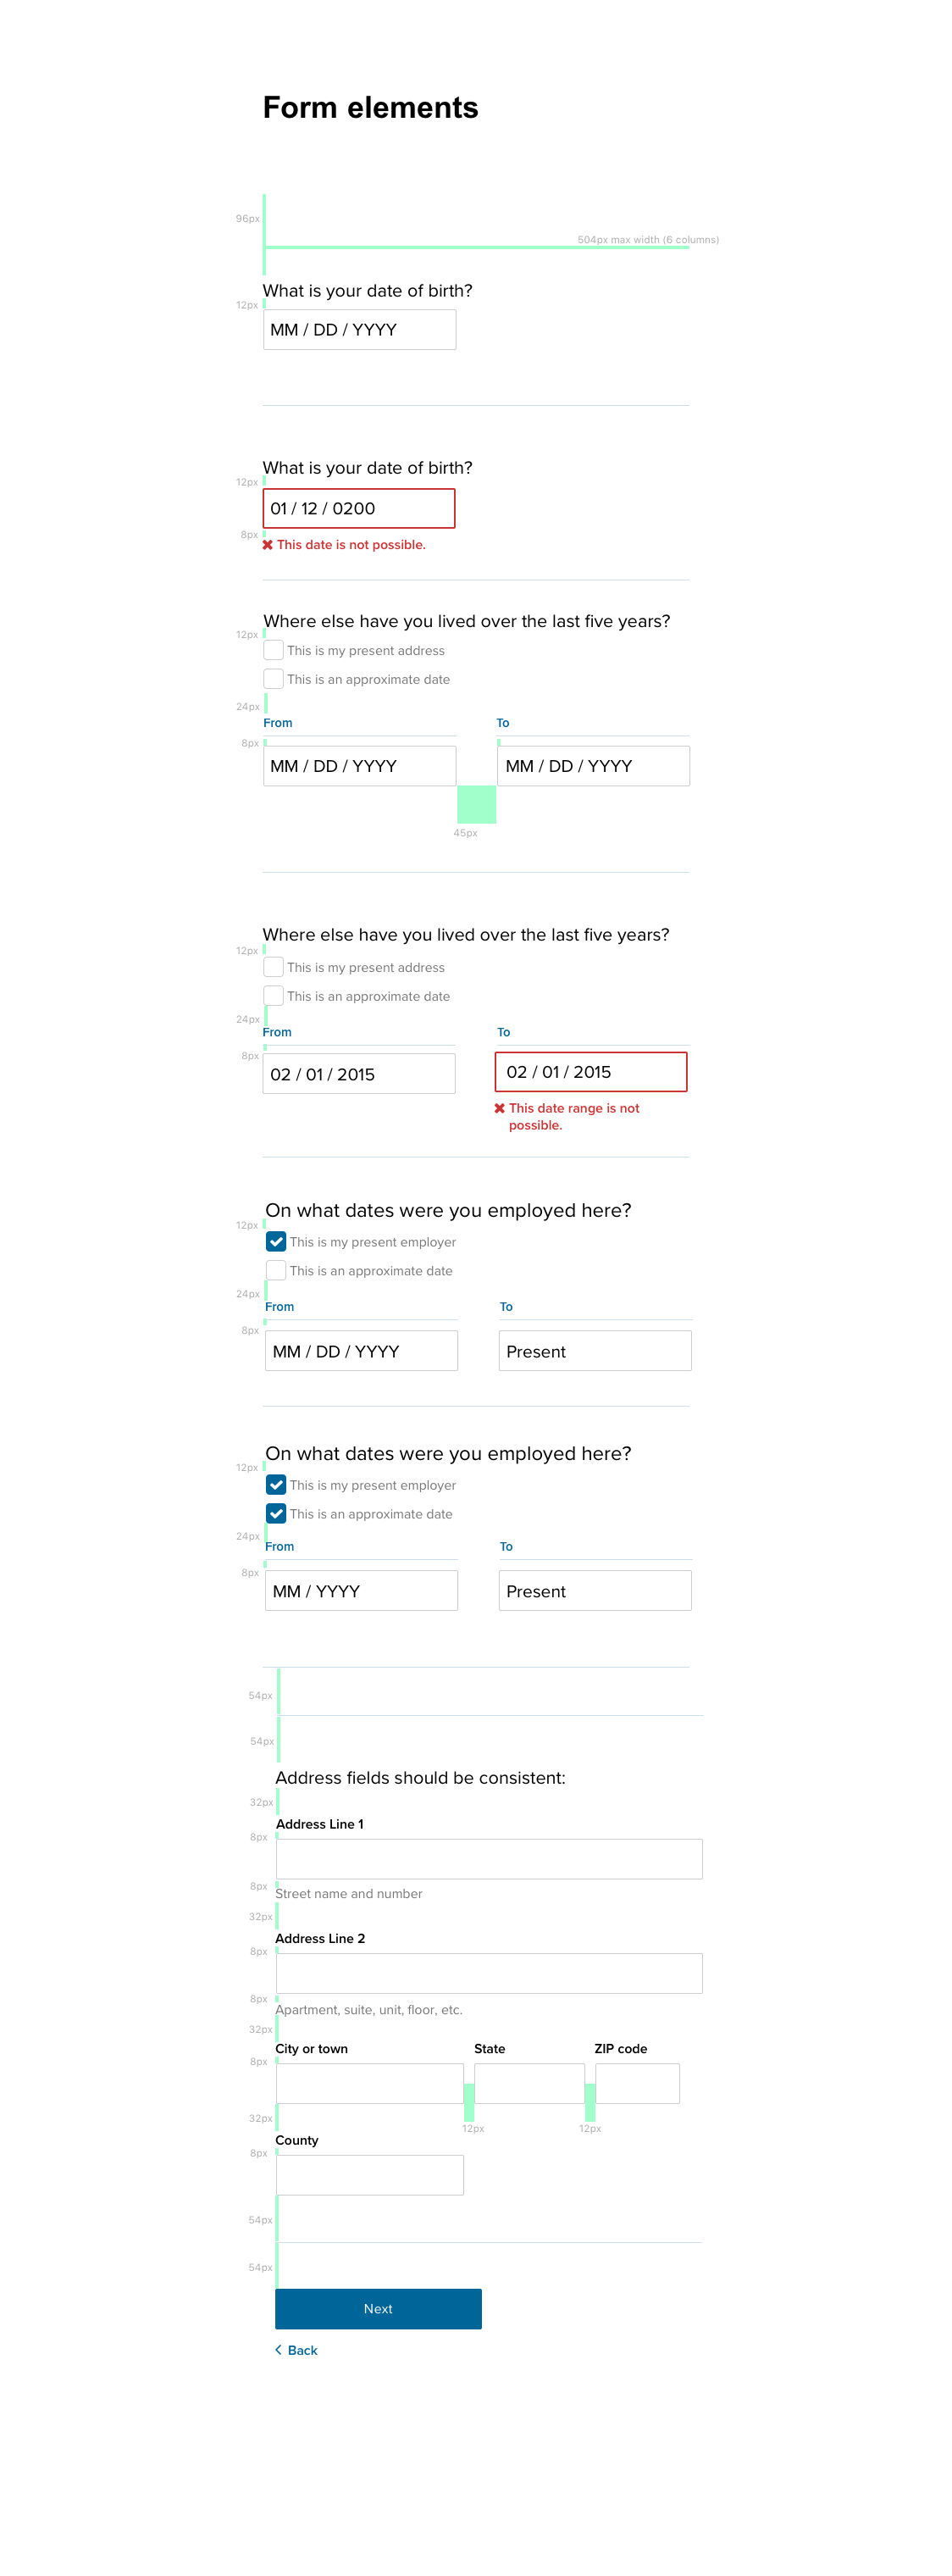 Form elements
96px
504px max width (6 columns)
What is your date of birth?
12px
MM / DD / YYYY
What is your date of birth?
12px
01 / 12 / 0200
8px
This date is not possible.
Where else have you lived over the last five years?
12px
This is my present address
This is an approximate date
24px
From To
8px
MM / DD / YYYY MM / DD / YYYY
45px
Where else have you lived over the last five years?
12px
This is my present address
This is an approximate date
24px
From To
8px
02 / 01 / 2015 02 / 01 / 2015
This date range is not
possible.
On what dates were you employed here?
12px
This is my present employer
This is an approximate date
24px
From To
8px
MM / DD / YYYY Present
On what dates were you employed here?
12px
This is my present employer
This is an approximate date
24px
From To
8px
MM / YYYY Present
54px
54px
Address fields should be consistent:
32px
Address Line 1
8px
8px
Street name and number
32px
Address Line 2
8px
8px
Apartment, suite, unit, floor, etc.
32px
City or town State ZIP code
8px
32px
12px 12px
County
8px
54px
54px
Next
Back